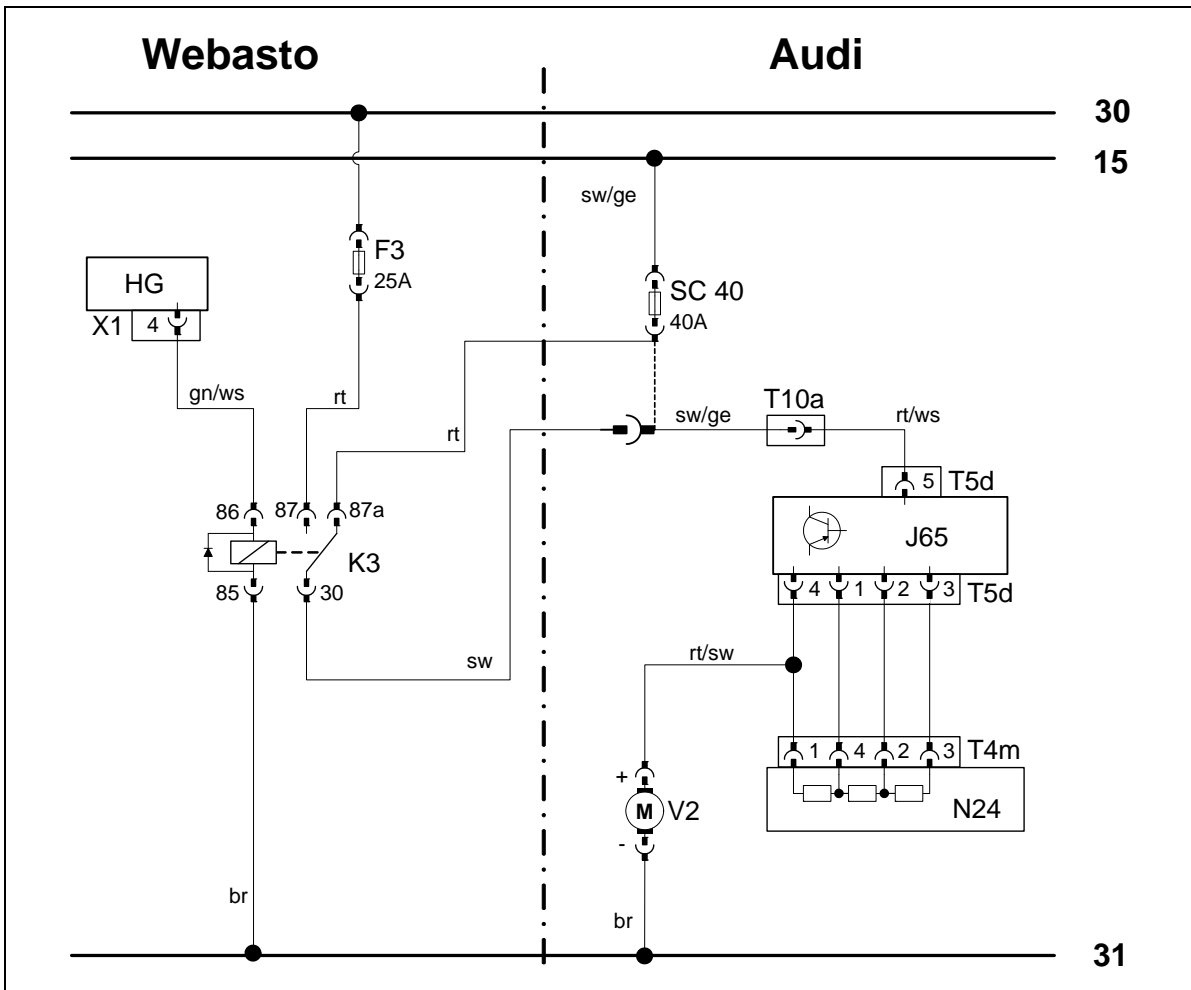 Webasto Audi
30
15
sw/ge
F3
25A
HG
X1 4
SC 40
40A
gn/ws rt
T10a
sw/ge rt/ws
rt
5 T5d
86 87 87a
J65
K3
85 30
4 1 2 3 T5d
sw rt/sw
1 4 2 3 T4m
+
M V2
N24
-
br br
31